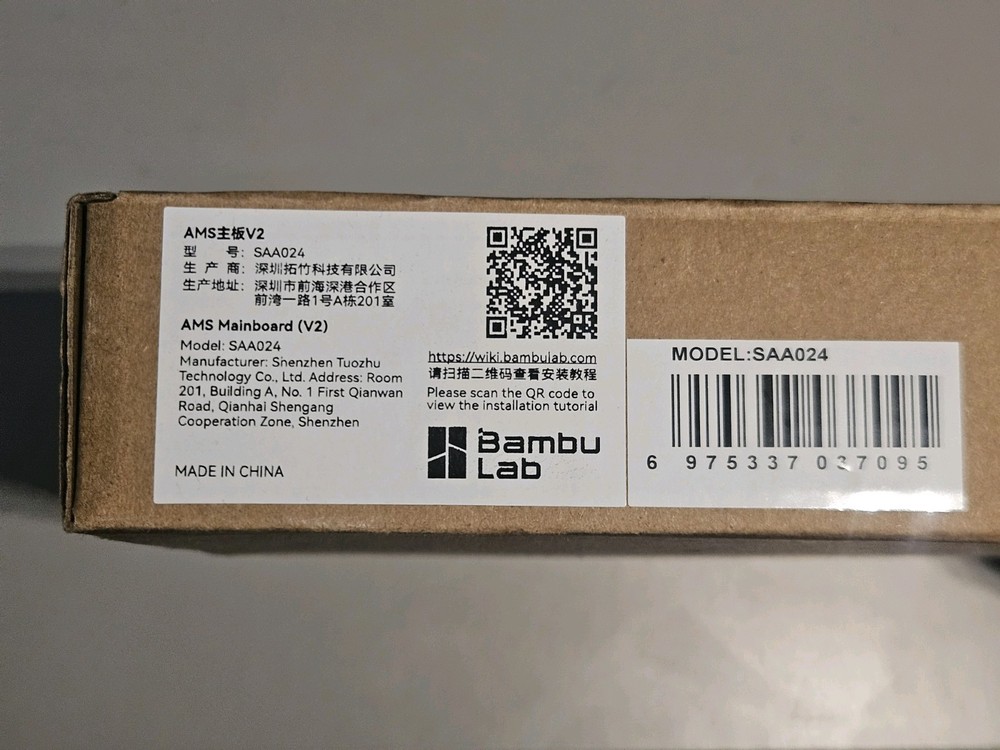 AMS主板V2
型 号: SAA024
生 产 商: 深圳拓竹科技有限公司
生产地址: 深圳市前海深港合作区
前湾一路1号A栋201室
AMS Mainboard (V2)
Model: SAA024
Manufacturer: Shenzhen Tuozhu
Technology Co., Ltd. Address: Room
201, Building A, No. 1 First Qianwan
Road, Qianhai Shengang
Cooperation Zone, Shenzhen
MADE IN CHINA
https://wiki.bambulab.com
请扫描二维码查看安装教程
Please scan the QR code to
view the installation tutorial
Bambu
Lab
MODEL:SAA024
6 975337 037095